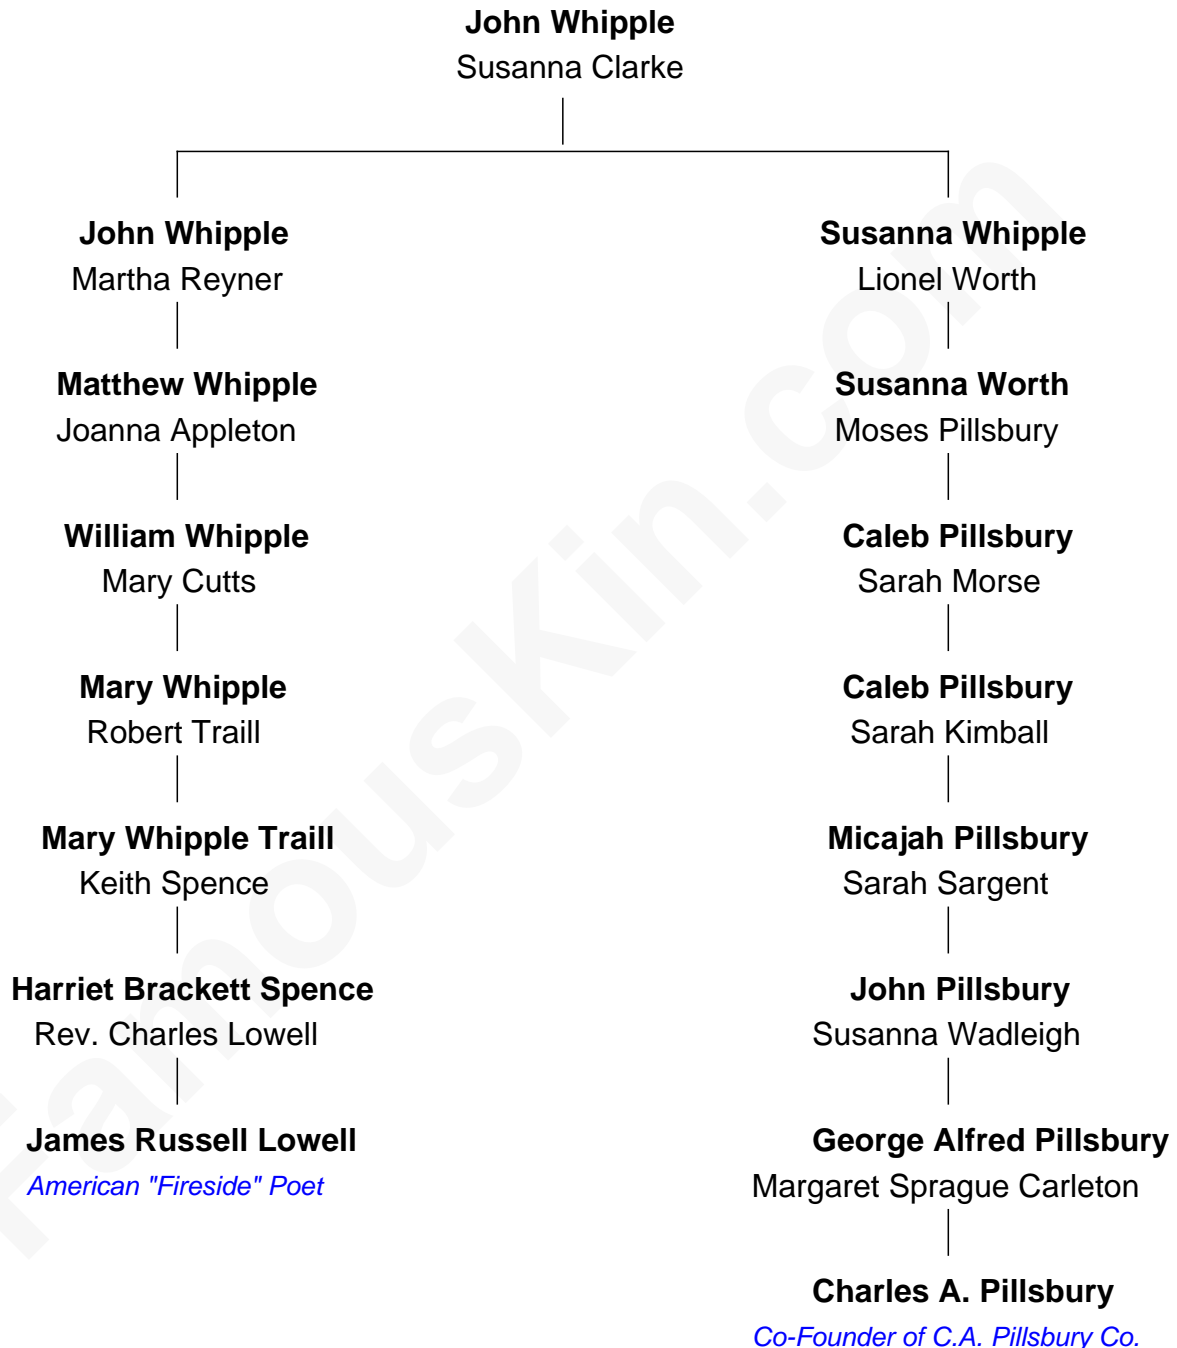 John Whipple
Susanna Clarke
John Whipple
Martha Reyner
Susanna Whipple
Lionel Worth
Matthew Whipple
Joanna Appleton
Susanna Worth
Moses Pillsbury
William Whipple
Mary Cutts
Caleb Pillsbury
Sarah Morse
Mary Whipple
Robert Traill
Caleb Pillsbury
Sarah Kimball
Mary Whipple Traill
Keith Spence
Micajah Pillsbury
Sarah Sargent
Harriet Brackett Spence
Rev. Charles Lowell
John Pillsbury
Susanna Wadleigh
James Russell Lowell
American "Fireside" Poet
George Alfred Pillsbury
Margaret Sprague Carleton
Charles A. Pillsbury
Co-Founder of C.A. Pillsbury Co.
FamousKin.com